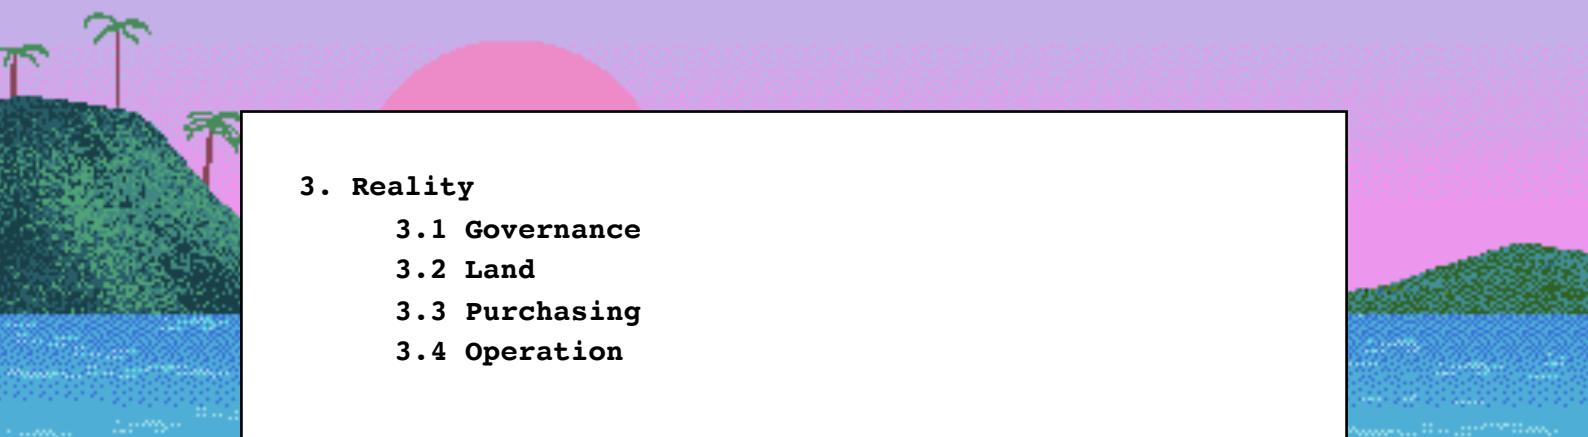 3. Reality
3.1 Governance
3.2 Land
3.3 Purchasing
3.4 Operation